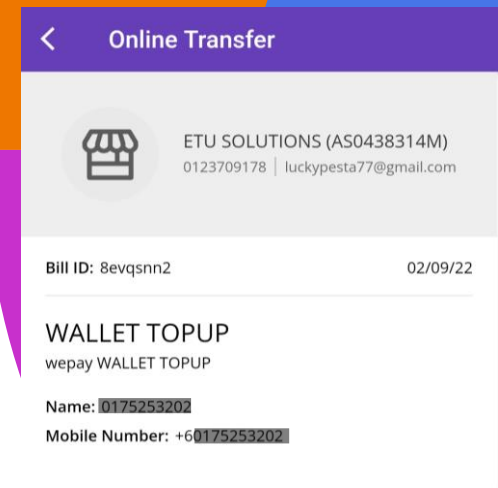 Online Transfer
ETU SOLUTIONS (AS0438314M)
0123709178 | luckypesta77@gmail.com
Bill ID: 8evqsnn2 02/09/22
WALLET TOPUP
wepay WALLET TOPUP
Name: 0175253202
Mobile Number: +60175253202